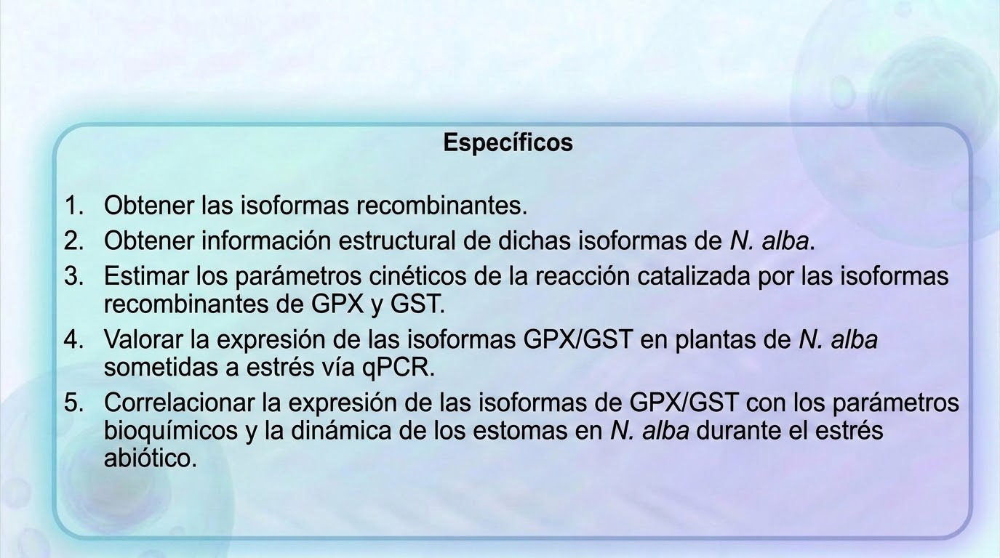 Específicos
1. Obtener las isoformas recombinantes.
2. Obtener información estructural de dichas isoformas de N. alba.
3. Estimar los parámetros cinéticos de la reacción catalizada por las isoformas
recombinantes de GPX y GST.
4. Valorar la expresión de las isoformas GPX/GST en plantas de N. alba
sometidas a estrés vía qPCR.
5. Correlacionar la expresión de las isoformas de GPX/GST con los parámetros
bioquímicos y la dinámica de los estomas en N. alba durante el estrés
abiótico.